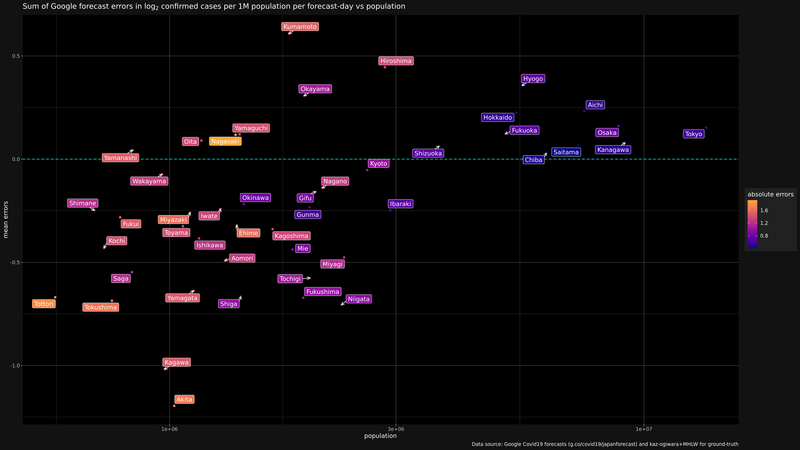 Sum of Google forecast errors in log₂ confirmed cases per 1M population per forecast-day vs population
Kumamoto
0.5
Hiroshima
Hyogo
Okayama
Aichi
Hokkaido
Yamaguchi
Fukuoka
Osaka
Tokyo
Oita
Nagasaki
Yamanashi
Shizuoka
Saitama
Kanagawa
0.0
Kyoto
Chiba
Wakayama
Nagano
Shimane
Okinawa
Gifu
Ibaraki
mean errors
absolute errors
Fukui
Miyazaki
Iwate
Gunma
1.6
Kochi
Toyama
Ehime
Kagoshima
1.2
Ishikawa
Mie
0.8
Aomori
Miyagi
-0.5
Saga
Tochigi
Tottori
Tokushima
Yamagata
Shiga
Fukushima
Niigata
Kagawa
-1.0
Akita
1e+06
3e+06
1e+07
population
Data source: Google Covid19 forecasts (g.co/covid19/japanforecast) and kaz-ogiwara+MHLW for ground-truth